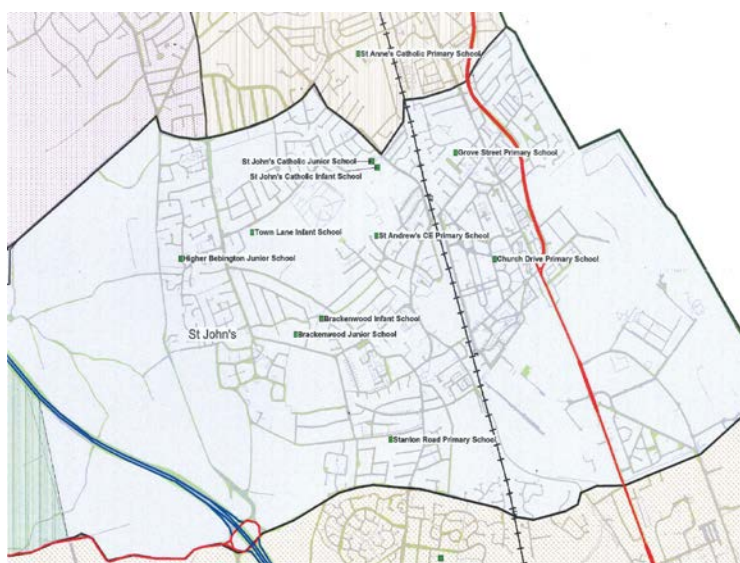 St Anne's Catholic Primary School
St John's Catholic Junior School
Grove Street Primary School
St John's Catholic Infant School
Town Lane Infant School
St Andrew's CE Primary School
Higher Bebington Junior School
Church Drive Primary School
Brackenwood Infant School
St John's
Brackenwood Junior School
Stanton Road Primary School